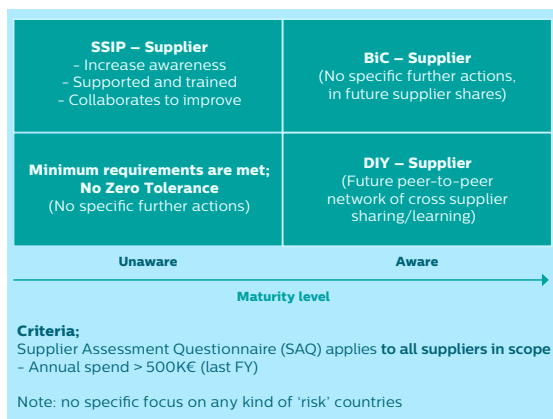 SSIP – Supplier
- Increase awareness
- Supported and trained
- Collaborates to improve
BiC – Supplier
(No specific further actions,
in future supplier shares)
Minimum requirements are met;
No Zero Tolerance
(No specific further actions)
DIY – Supplier
(Future peer-to-peer
network of cross supplier
sharing/learning)
Unaware
Aware
Maturity level
Criteria;
Supplier Assessment Questionnaire (SAQ) applies to all suppliers in scope
– Annual spend > 500K€ (last FY)
Note: no specific focus on any kind of ‘risk’ countries